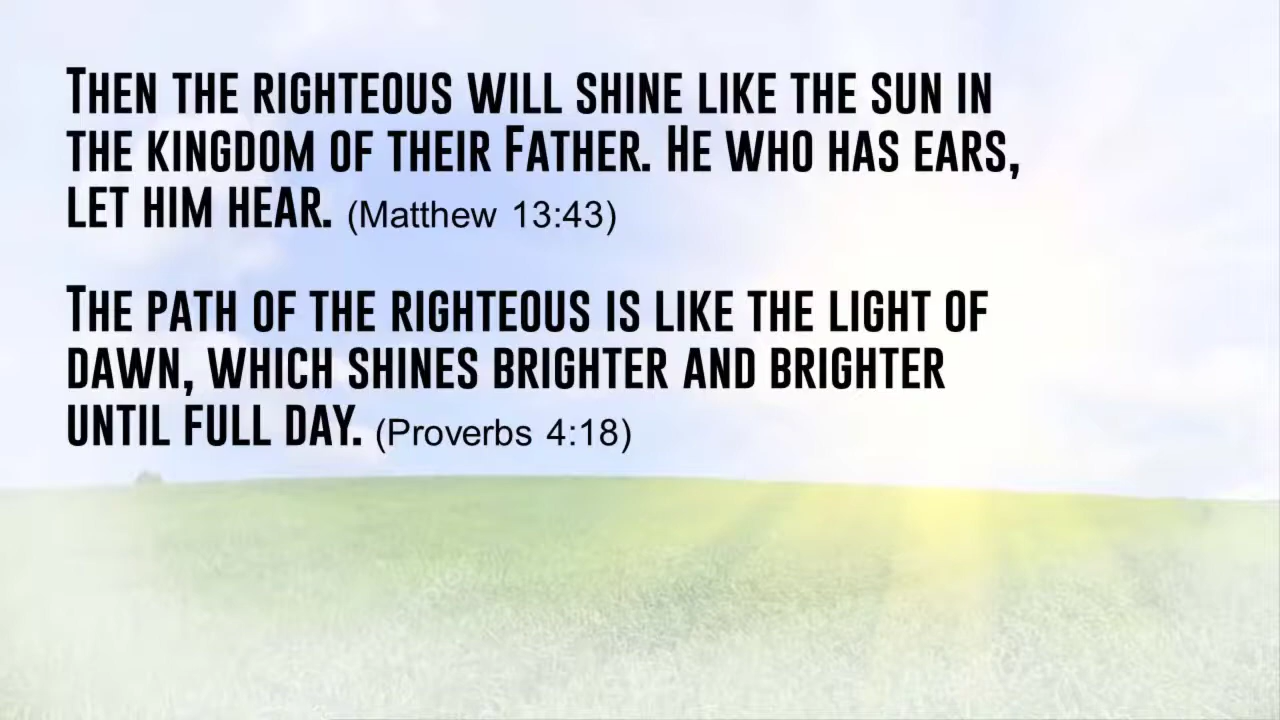 Then the righteous will shine like the sun in
the kingdom of their Father. He who has ears,
let him hear. (Matthew 13:43)
The path of the righteous is like the light of
dawn, which shines brighter and brighter
until full day. (Proverbs 4:18)